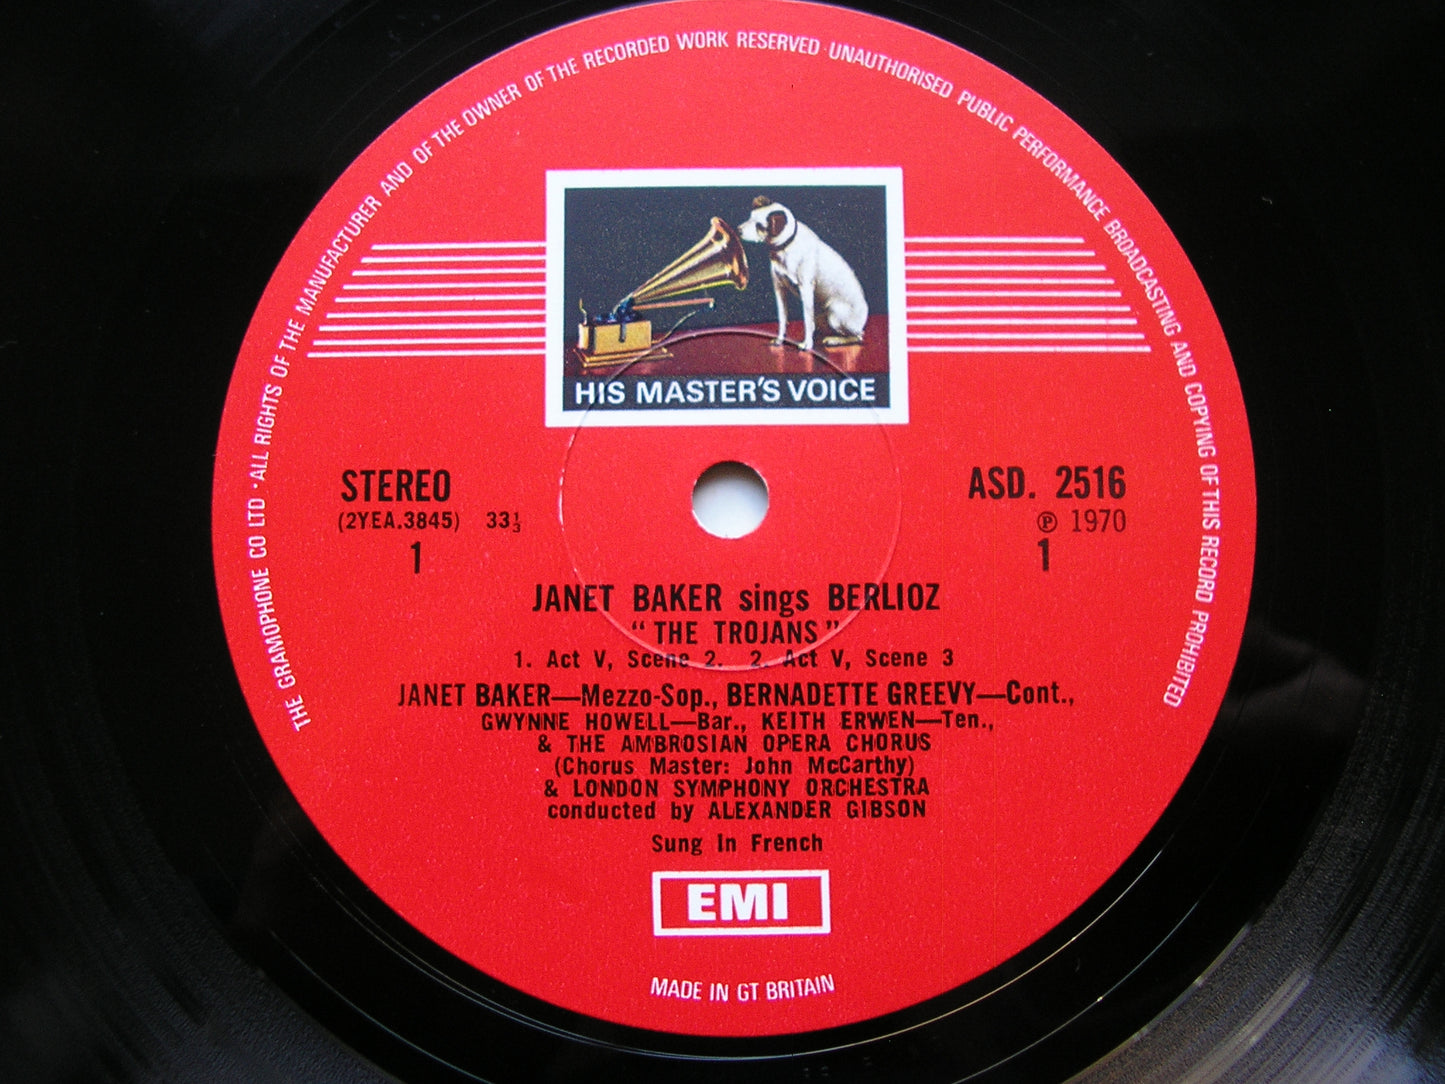 THE GRAMOPHONE CO LTD · ALL RIGHTS OF THE MANUFACTURER AND OF THE OWNER OF THE RECORDED WORK RESERVED · UNAUTHORISED PUBLIC PERFORMANCE BROADCASTING AND COPYING OF THIS RECORD PROHIBITED
HIS MASTER'S VOICE
STEREO
(2YEA.3845) 33⅓
1
ASD. 2516
℗ 1970
1
JANET BAKER sings BERLIOZ
"THE TROJANS"
1. Act V, Scene 2. 2. Act V, Scene 3
JANET BAKER—Mezzo-Sop., BERNADETTE GREEVY—Cont.,
GWYNNE HOWELL—Bar., KEITH ERWEN—Ten.,
& THE AMBROSIAN OPERA CHORUS
(Chorus Master: John McCarthy)
& LONDON SYMPHONY ORCHESTRA
conducted by ALEXANDER GIBSON
Sung In French
EMI
MADE IN GT BRITAIN